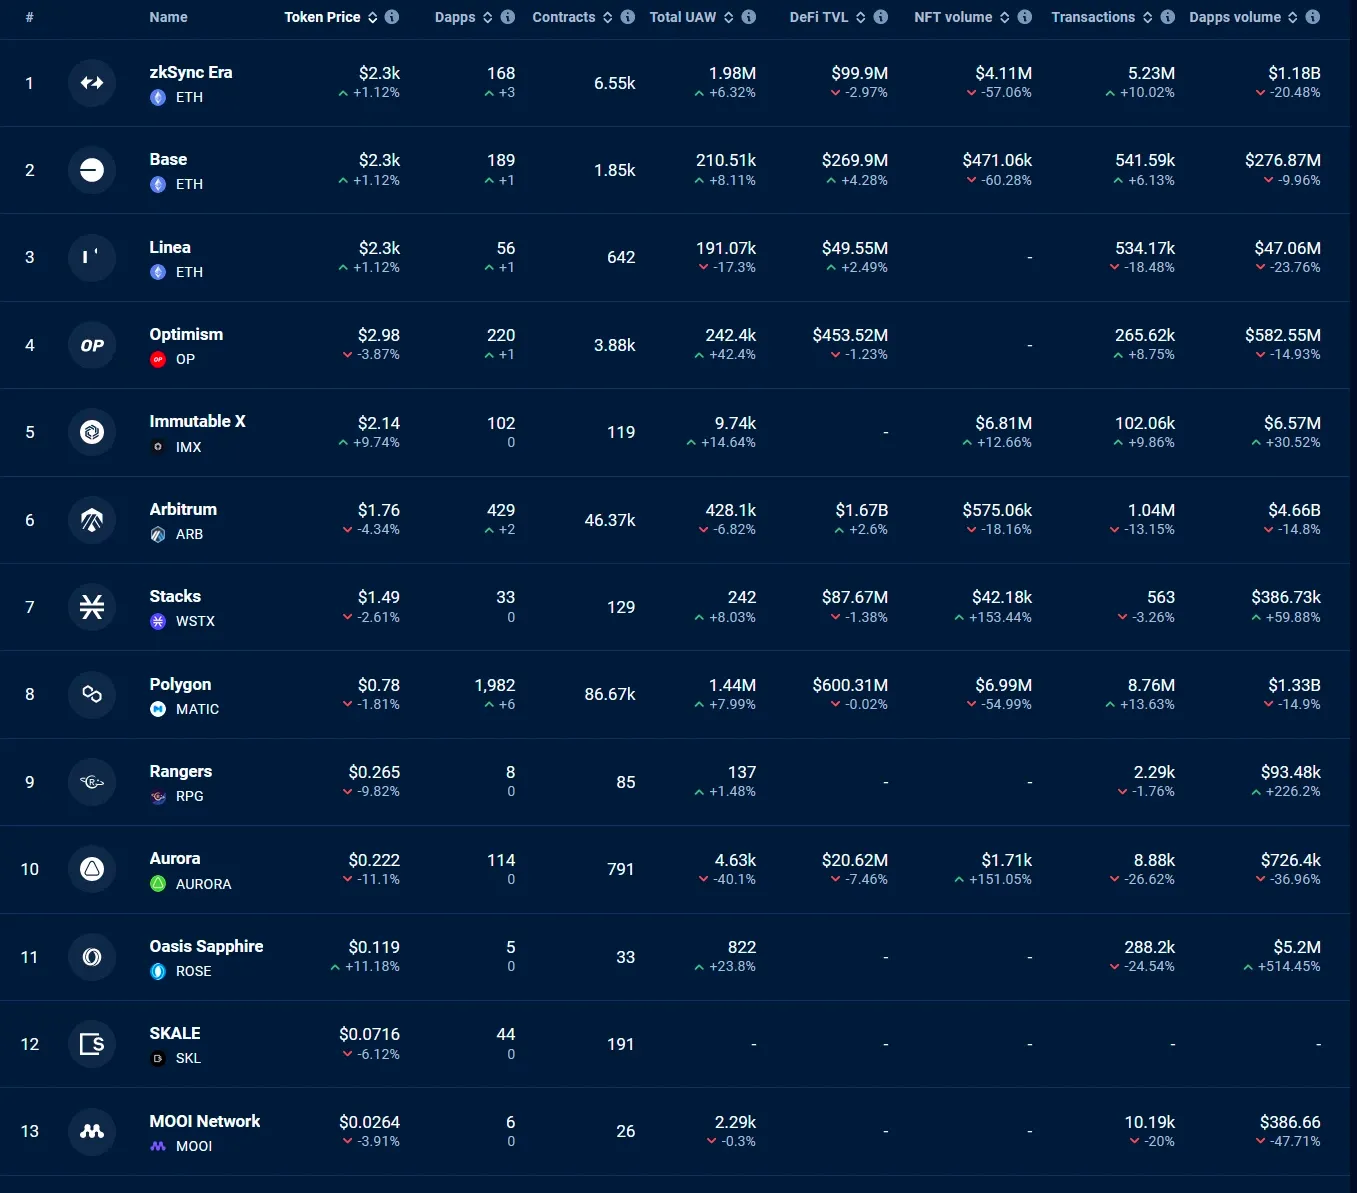 # Name Token Price Dapps Contracts Total UAW DeFi TVL NFT volume Transactions Dapps volume
1 zkSync Era $2.3k 168 6.55k 1.98M $99.9M $4.11M 5.23M $1.18B
ETH +1.12% +3 +6.32% -2.97% -57.06% +10.02% -20.48%
2 Base $2.3k 189 1.85k 210.51k $269.9M $471.06k 541.59k $276.87M
ETH +1.12% +1 +8.11% +4.28% -60.28% +6.13% -9.96%
3 Linea $2.3k 56 642 191.07k $49.55M - 534.17k $47.06M
ETH +1.12% +1 -17.3% +2.49% -18.48% -23.76%
4 OP Optimism $2.98 220 3.88k 242.4k $453.52M - 265.62k $582.55M
OP OP -3.87% +1 +42.4% -1.23% +8.75% -14.93%
5 Immutable X $2.14 102 119 9.74k - $6.81M 102.06k $6.57M
IMX +9.74% 0 +14.64% +12.66% +9.86% +30.52%
6 Arbitrum $1.76 429 46.37k 428.1k $1.67B $575.06k 1.04M $4.66B
ARB -4.34% +2 -6.82% +2.6% -18.16% -13.15% -14.8%
7 Stacks $1.49 33 129 242 $87.67M $42.18k 563 $386.73k
WSTX -2.61% 0 +8.03% -1.38% +153.44% -3.26% +59.88%
8 Polygon $0.78 1,982 86.67k 1.44M $600.31M $6.99M 8.76M $1.33B
MATIC -1.81% +6 +7.99% -0.02% -54.99% +13.63% -14.9%
9 R Rangers $0.265 8 85 137 - - 2.29k $93.48k
RPG -9.82% 0 +1.48% -1.76% +226.2%
10 Aurora $0.222 114 791 4.63k $20.62M $1.71k 8.88k $726.4k
AURORA -11.1% 0 -40.1% -7.46% +151.05% -26.62% -36.96%
11 Oasis Sapphire $0.119 5 33 822 - - 288.2k $5.2M
ROSE +11.18% 0 +23.8% -24.54% +514.45%
12 S SKALE $0.0716 44 191 - - - - -
SKL -6.12% 0
13 MOOI Network $0.0264 6 26 2.29k - - 10.19k $386.66
MOOI -3.91% 0 -0.3% -20% -47.71%